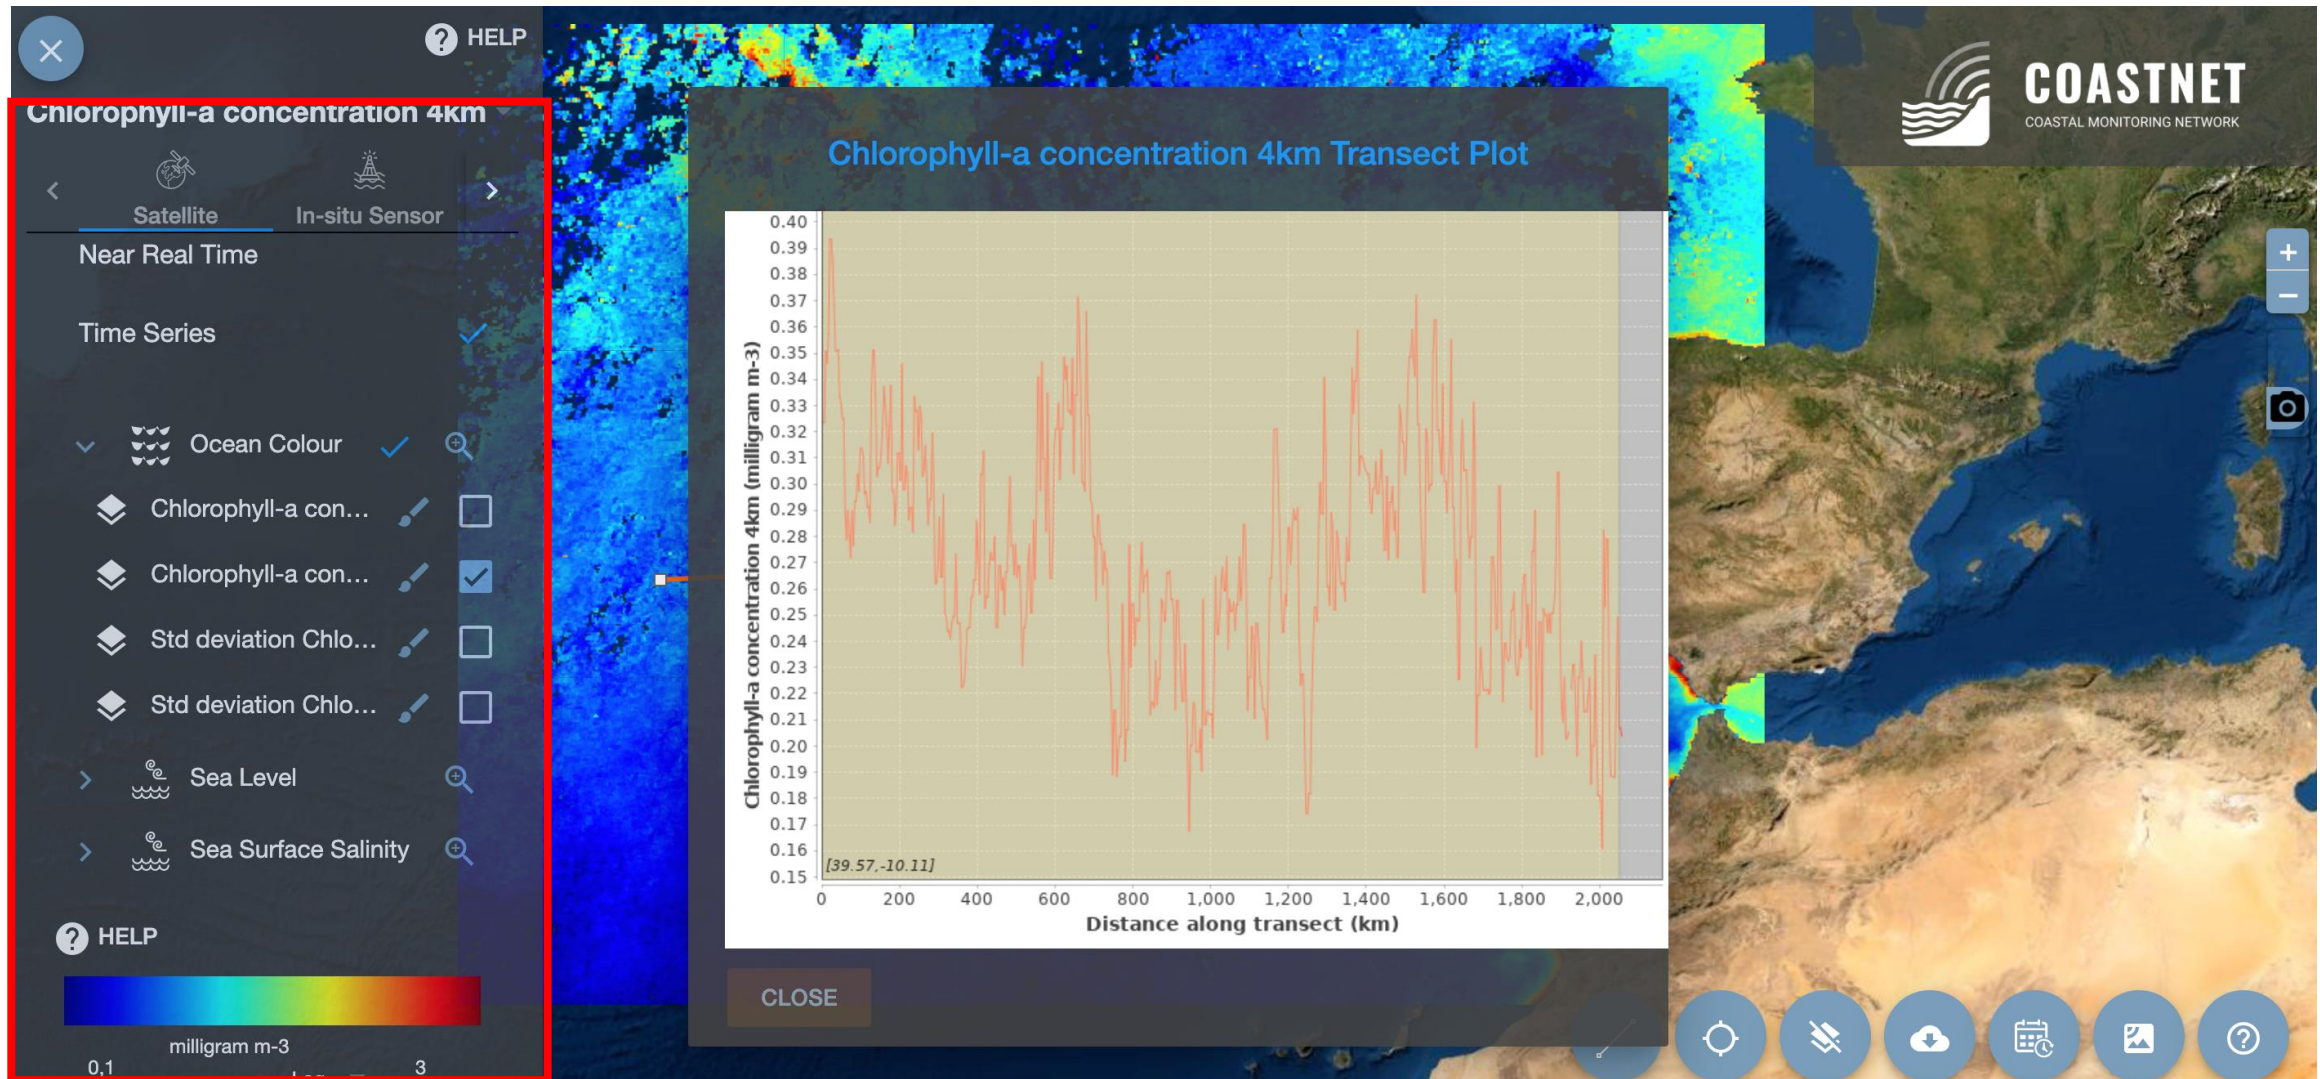 HELP
Chlorophyll-a concentration 4km
Satellite
In-situ Sensor
Near Real Time
Time Series
Ocean Colour
Chlorophyll-a con...
Chlorophyll-a con...
Std deviation Chlo...
Std deviation Chlo...
Sea Level
Sea Surface Salinity
HELP
milligram m-3
0,1
3
Chlorophyll-a concentration 4km Transect Plot
Chlorophyll-a concentration 4km (milligram m-3)
0.40
0.39
0.38
0.37
0.36
0.35
0.34
0.33
0.32
0.31
0.30
0.29
0.28
0.27
0.26
0.25
0.24
0.23
0.22
0.21
0.20
0.19
0.18
0.17
0.16
0.15
[39.57,-10.11]
0 200 400 600 800 1,000 1,200 1,400 1,600 1,800 2,000
Distance along transect (km)
CLOSE
COASTNET
COASTAL MONITORING NETWORK